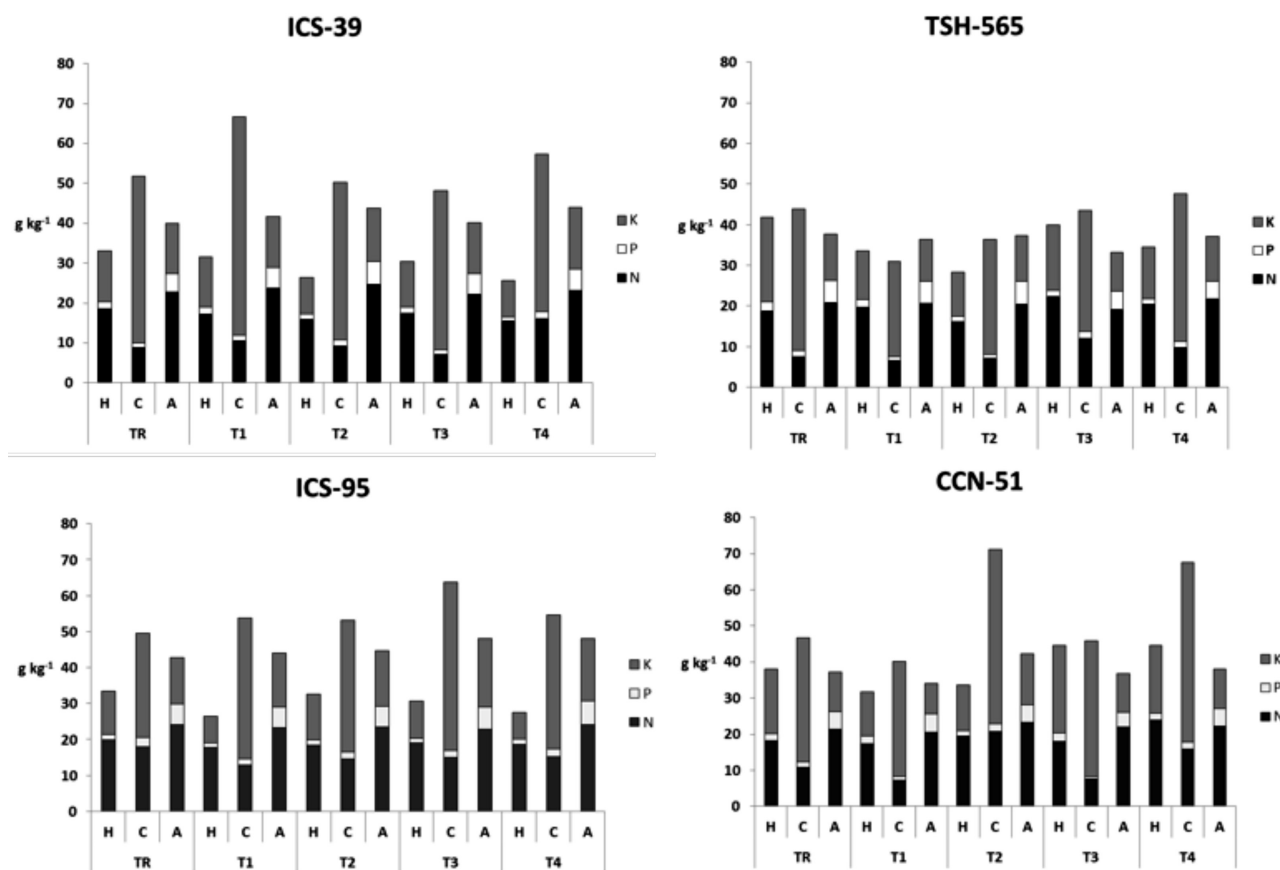 ICS-39
80
70
60
50
40
30
20
10
0
g kg-1
K
P
N
H C A H C A H C A H C A H C A
TR T1 T2 T3 T4
TSH-565
80
70
60
50
40
30
20
10
0
g kg-1
K
P
N
H C A H C A H C A H C A H C A
TR T1 T2 T3 T4
ICS-95
80
70
60
50
40
30
20
10
0
g kg-1
K
P
N
H C A H C A H C A H C A H C A
TR T1 T2 T3 T4
CCN-51
80
70
60
50
40
30
20
10
0
g kg-1
K
P
N
H C A H C A H C A H C A H C A
TR T1 T2 T3 T4